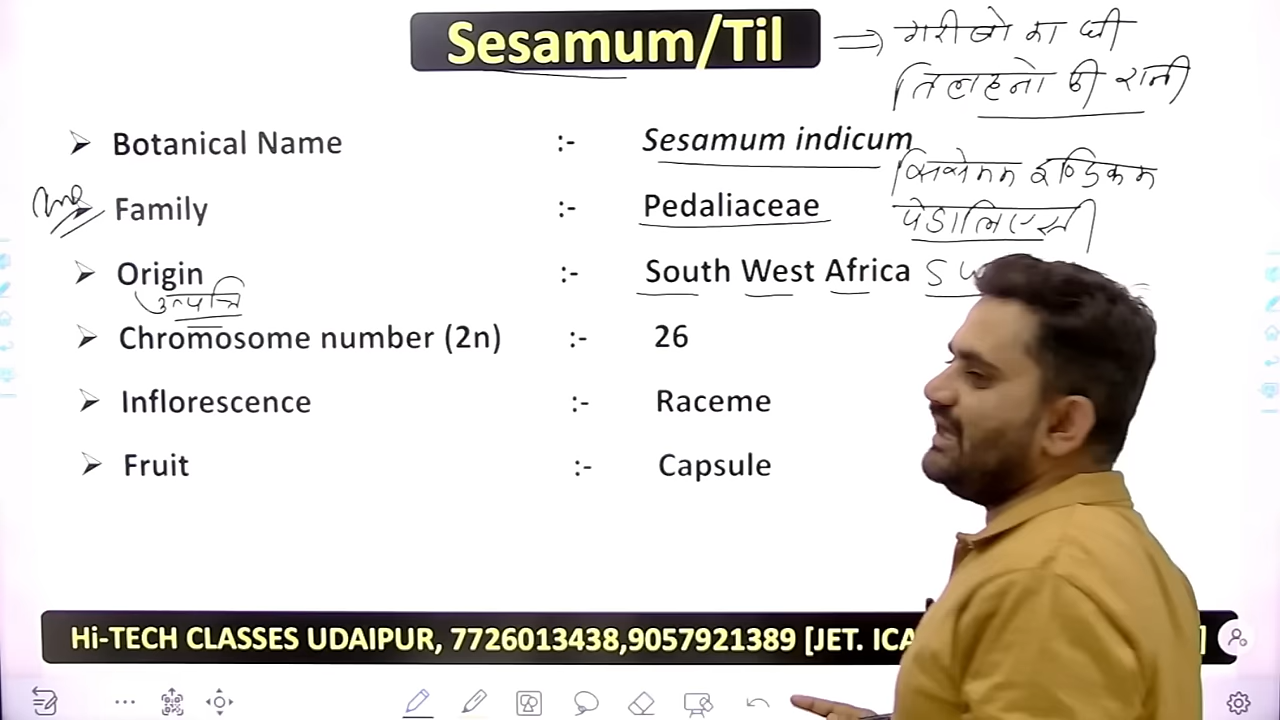 Sesamum/Til ⇒ गरीबो का घी
तिलहनो की रानी
➢ Botanical Name :- Sesamum indicum
सिसेमम इण्डिकम
➢ Family :- Pedaliaceae
पेडालिएसी
➢ Origin :- South West Africa S W
उत्पत्ति
➢ Chromosome number (2n) :- 26
➢ Inflorescence :- Raceme
➢ Fruit :- Capsule
Hi-TECH CLASSES UDAIPUR, 7726013438,9057921389 [JET. ICA ]